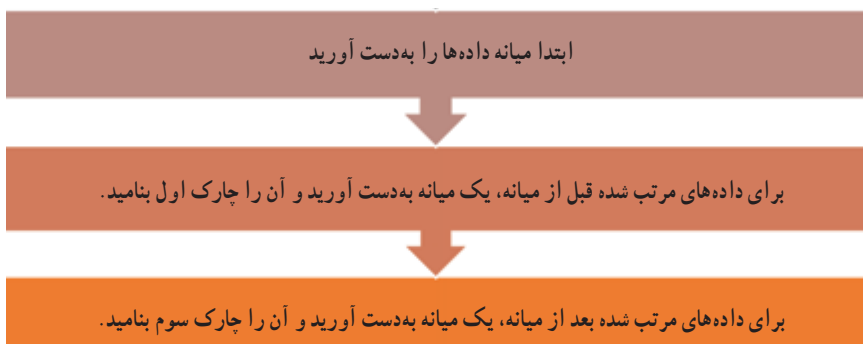 ابتدا میانه داده‌ها را به‌دست آورید
برای داده‌های مرتب شده قبل از میانه، یک میانه به‌دست آورید و آن را چارک اول بنامید.
برای داده‌های مرتب شده بعد از میانه، یک میانه به‌دست آورید و آن را چارک سوم بنامید.